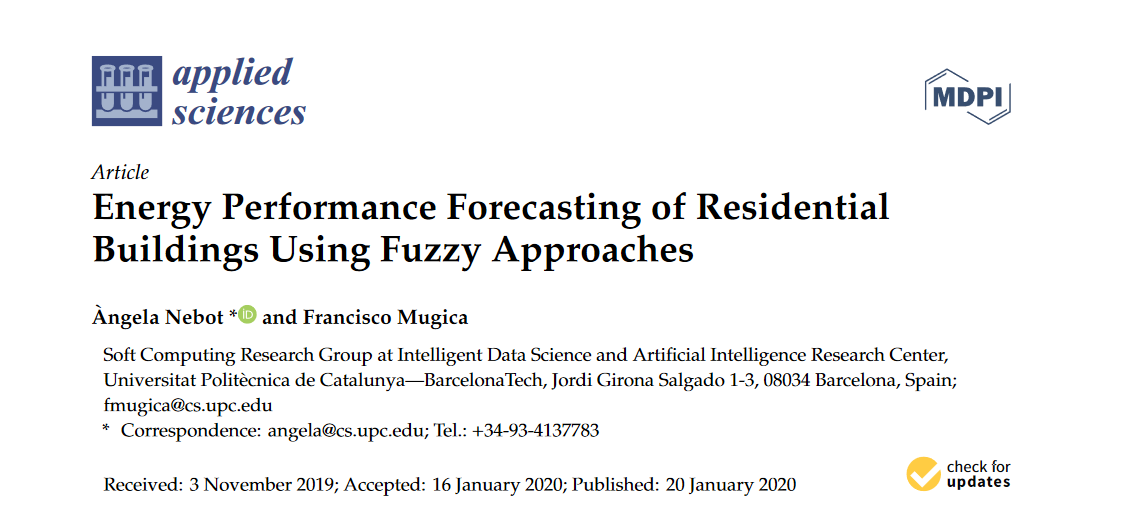 applied
sciences
MDPI
Article
Energy Performance Forecasting of Residential
Buildings Using Fuzzy Approaches
Àngela Nebot * iD and Francisco Mugica
Soft Computing Research Group at Intelligent Data Science and Artificial Intelligence Research Center,
Universitat Politècnica de Catalunya—BarcelonaTech, Jordi Girona Salgado 1-3, 08034 Barcelona, Spain;
fmugica@cs.upc.edu
* Correspondence: angela@cs.upc.edu; Tel.: +34-93-4137783
Received: 3 November 2019; Accepted: 16 January 2020; Published: 20 January 2020
check for
updates